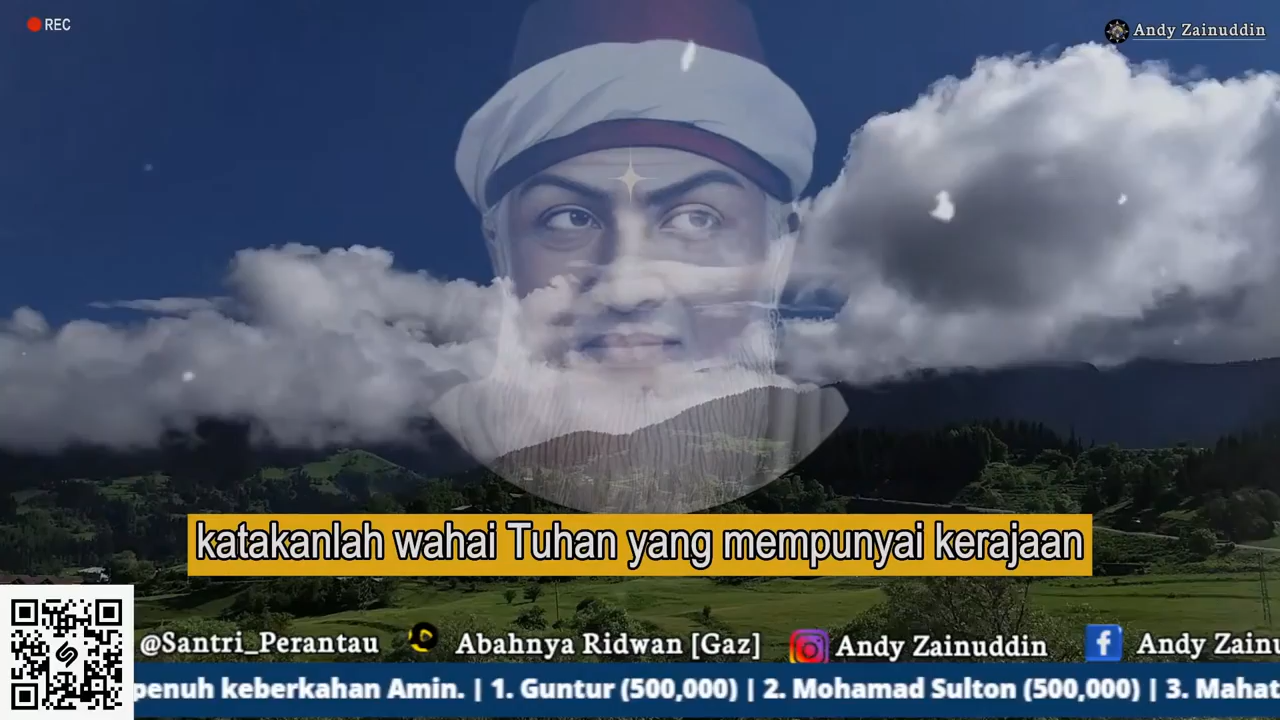 REC
Andy Zainuddin
katakanlah wahai Tuhan yang mempunyai kerajaan
@Santri_Perantau Abahnya Ridwan [Gaz] Andy Zainuddin Andy Zainu
penuh keberkahan Amin. | 1. Guntur (500,000) | 2. Mohamad Sulton (500,000) | 3. Mahat